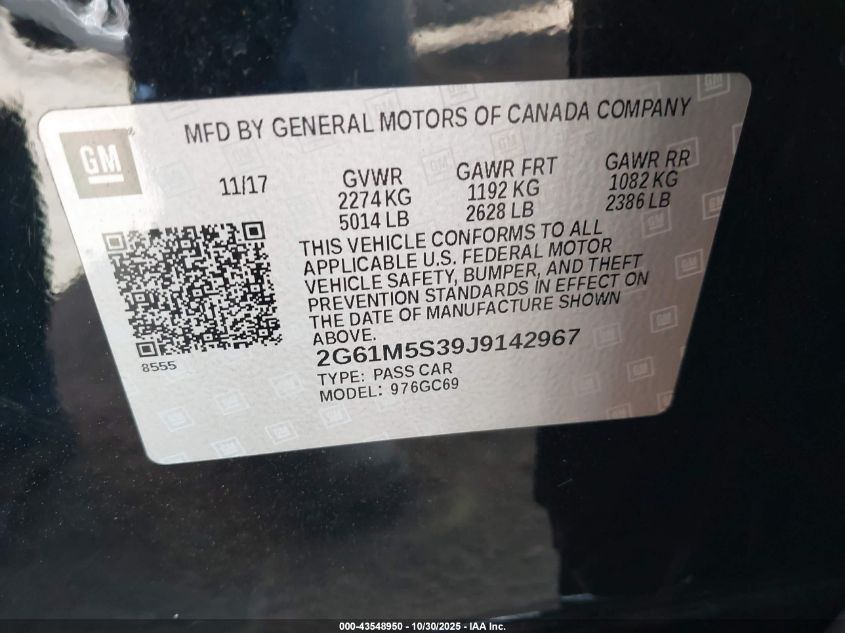 MFD BY GENERAL MOTORS OF CANADA COMPANY
GM
11/17
GVWR
2274 KG
5014 LB
GAWR FRT
1192 KG
2628 LB
GAWR RR
1082 KG
2386 LB
THIS VEHICLE CONFORMS TO ALL
APPLICABLE U.S. FEDERAL MOTOR
VEHICLE SAFETY, BUMPER, AND THEFT
PREVENTION STANDARDS IN EFFECT ON
THE DATE OF MANUFACTURE SHOWN
ABOVE.
8555
2G61M5S39J9142967
TYPE: PASS CAR
MODEL: 976GC69
000-43548950 - 10/30/2025 - IAA Inc.